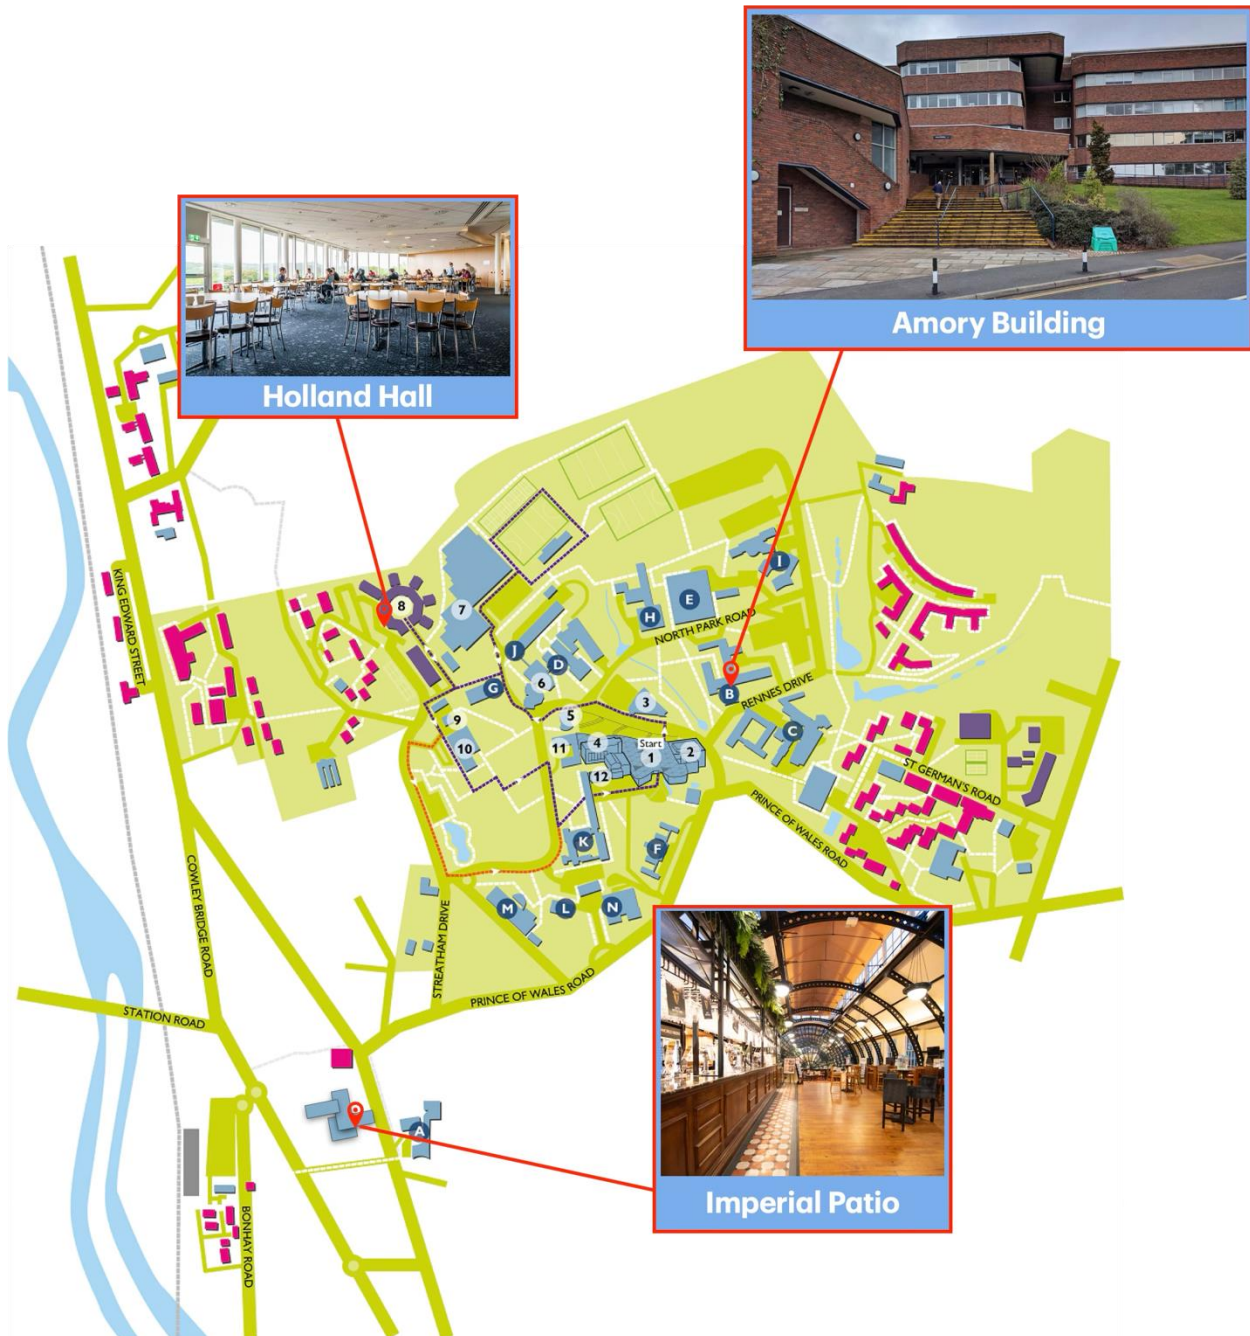 Amory Building
Holland Hall
KING EDWARD STREET
8
7
I
E
H
NORTH PARK ROAD
J
D
6
G
B
RENNES DRIVE
3
9
5
C
10
11
4
Start
1
2
12
ST GERMAN'S ROAD
PRINCE OF WALES ROAD
K
F
COWLEY BRIDGE ROAD
STREATHAM DRIVE
M
L
N
PRINCE OF WALES ROAD
STATION ROAD
A
Imperial Patio
BONHAY ROAD